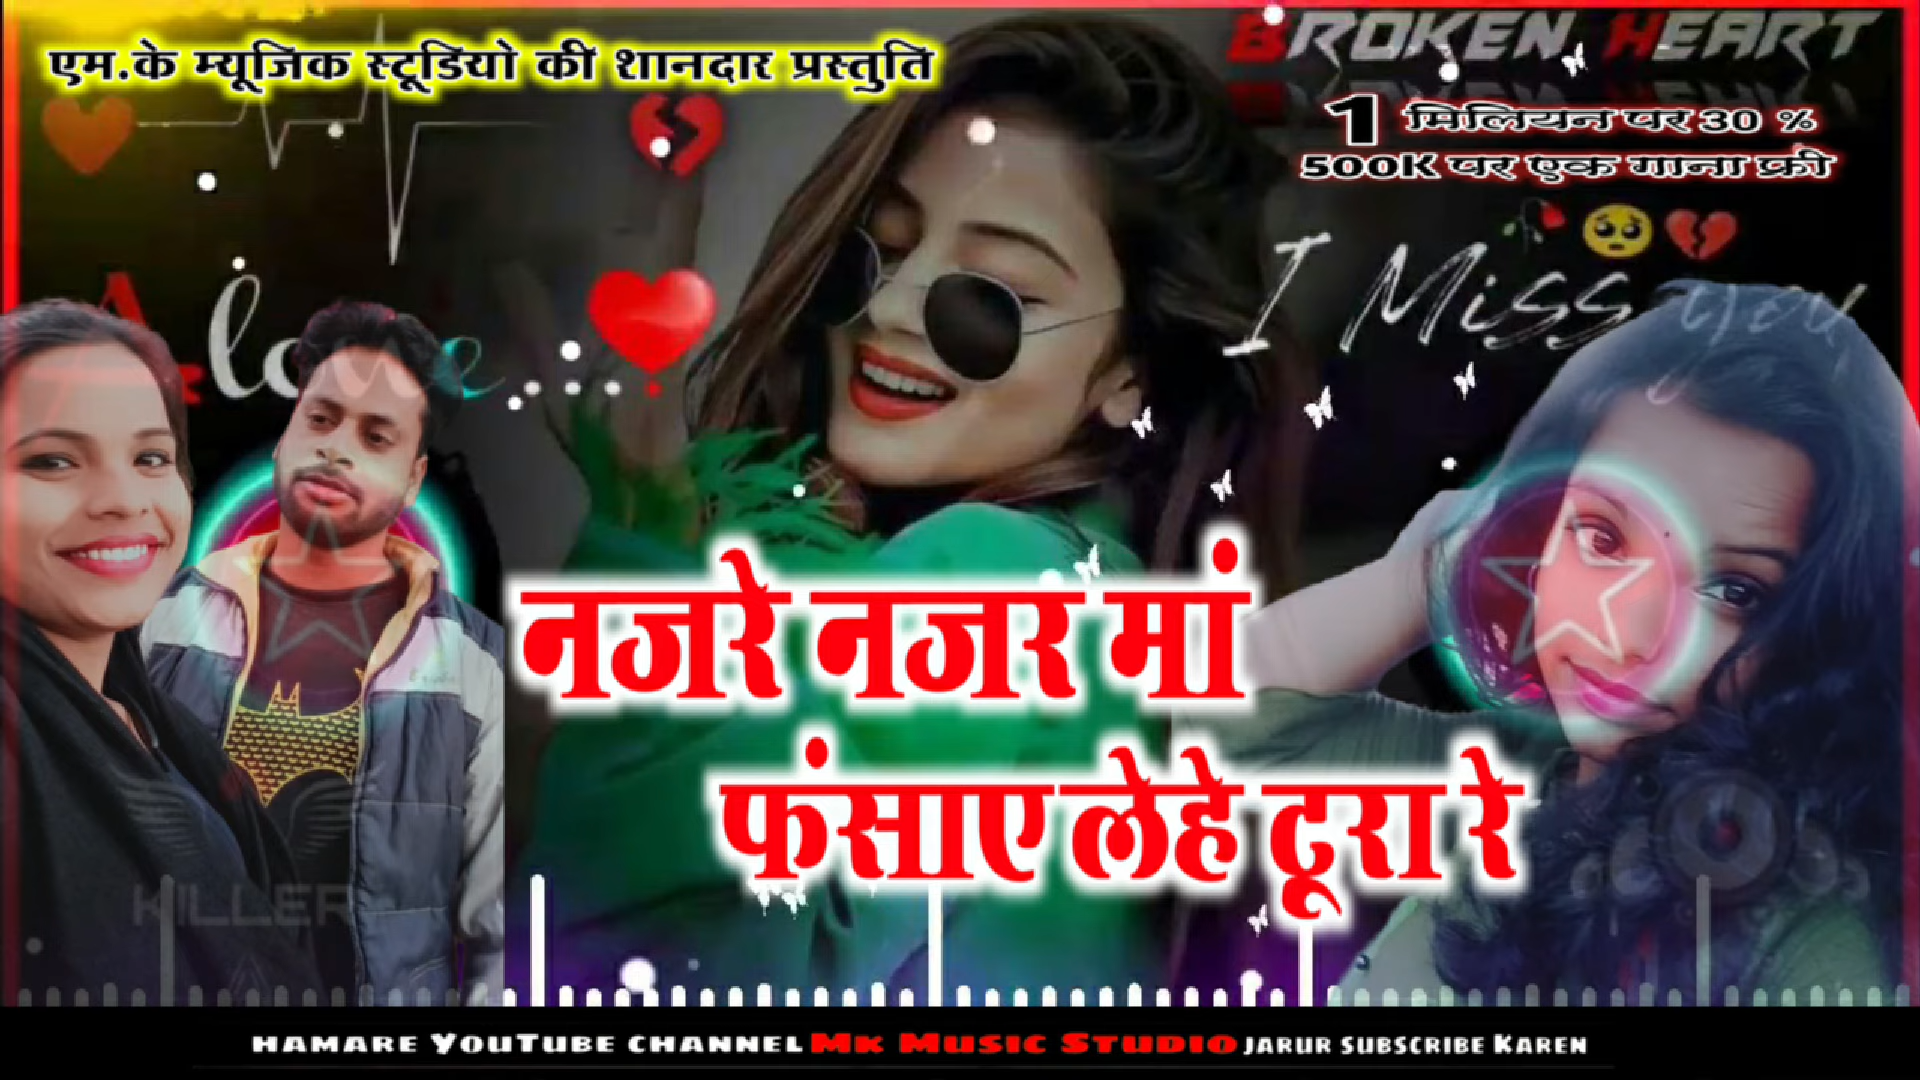 एम.के म्यूजिक स्टूडियो की शानदार प्रस्तुति
BROKEN HEART
1 मिलियन पर 30 %
500K पर एक गाना फ्री
I Miss you
नजरे नजर मां
फंसाए लेहे टूरा रे
KILLER
HAMARE YOUTUBE CHANNEL MK MUSIC STUDIO JARUR SUBSCRIBE KAREN